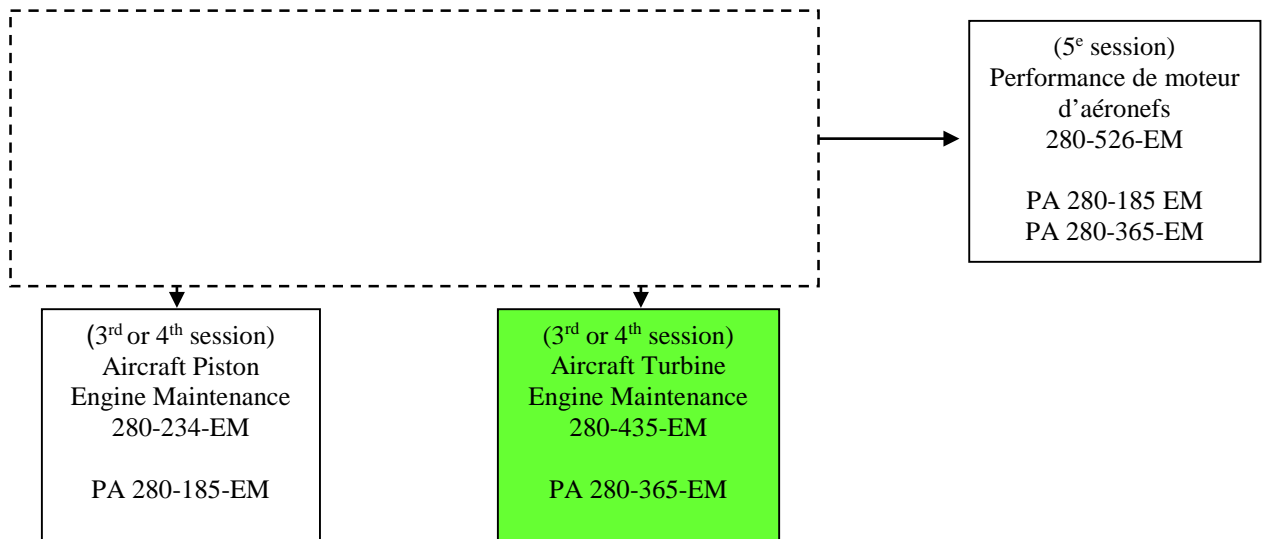 (5e session)
Performance de moteur
d’aéronefs
280-526-EM
PA 280-185 EM
PA 280-365-EM
(3rd or 4th session)
Aircraft Piston
Engine Maintenance
280-234-EM
PA 280-185-EM
(3rd or 4th session)
Aircraft Turbine
Engine Maintenance
280-435-EM
PA 280-365-EM